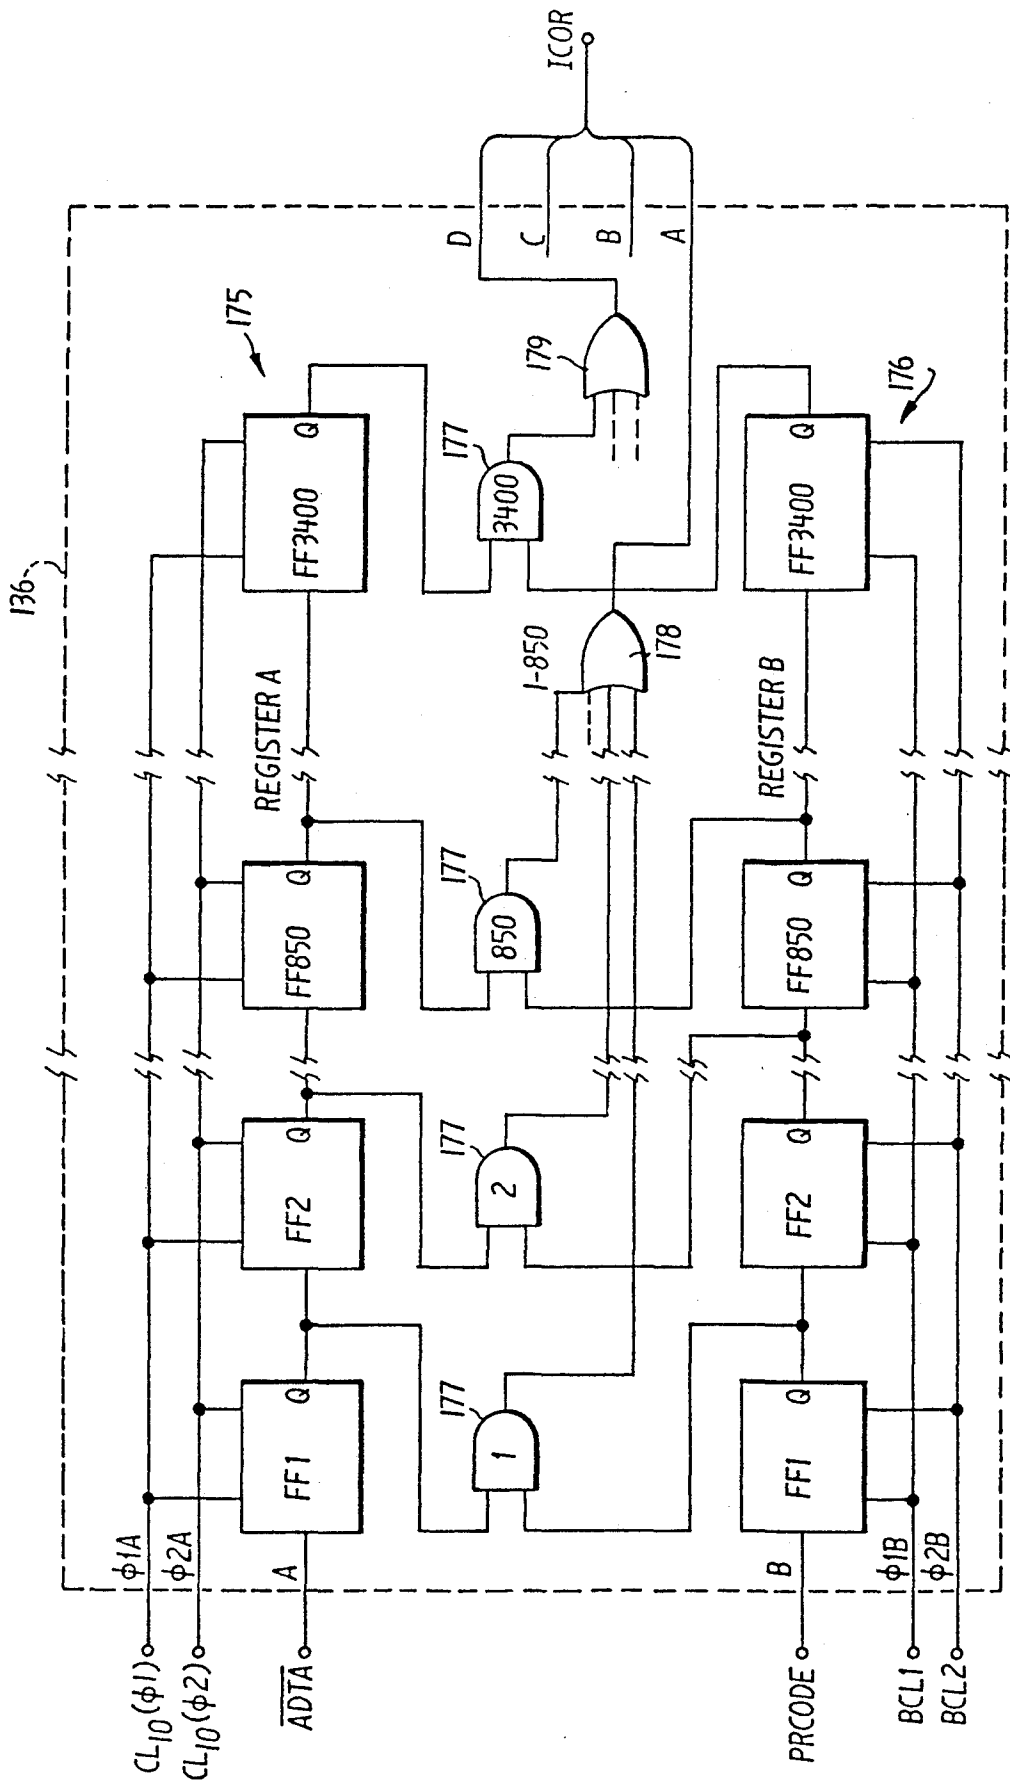 136
CL10(φ1)
φ1A
CL10(φ2)
φ2A
175
ADTA
A
FF1
Q
FF2
Q
FF850
Q
REGISTER A
FF3400
Q
177
1
177
2
177
850
177
3400
1-850
178
179
D
C
B
A
ICOR
PRCODE
B
FF1
Q
FF2
Q
FF850
Q
REGISTER B
FF3400
Q
176
BCL1
φ1B
BCL2
φ2B